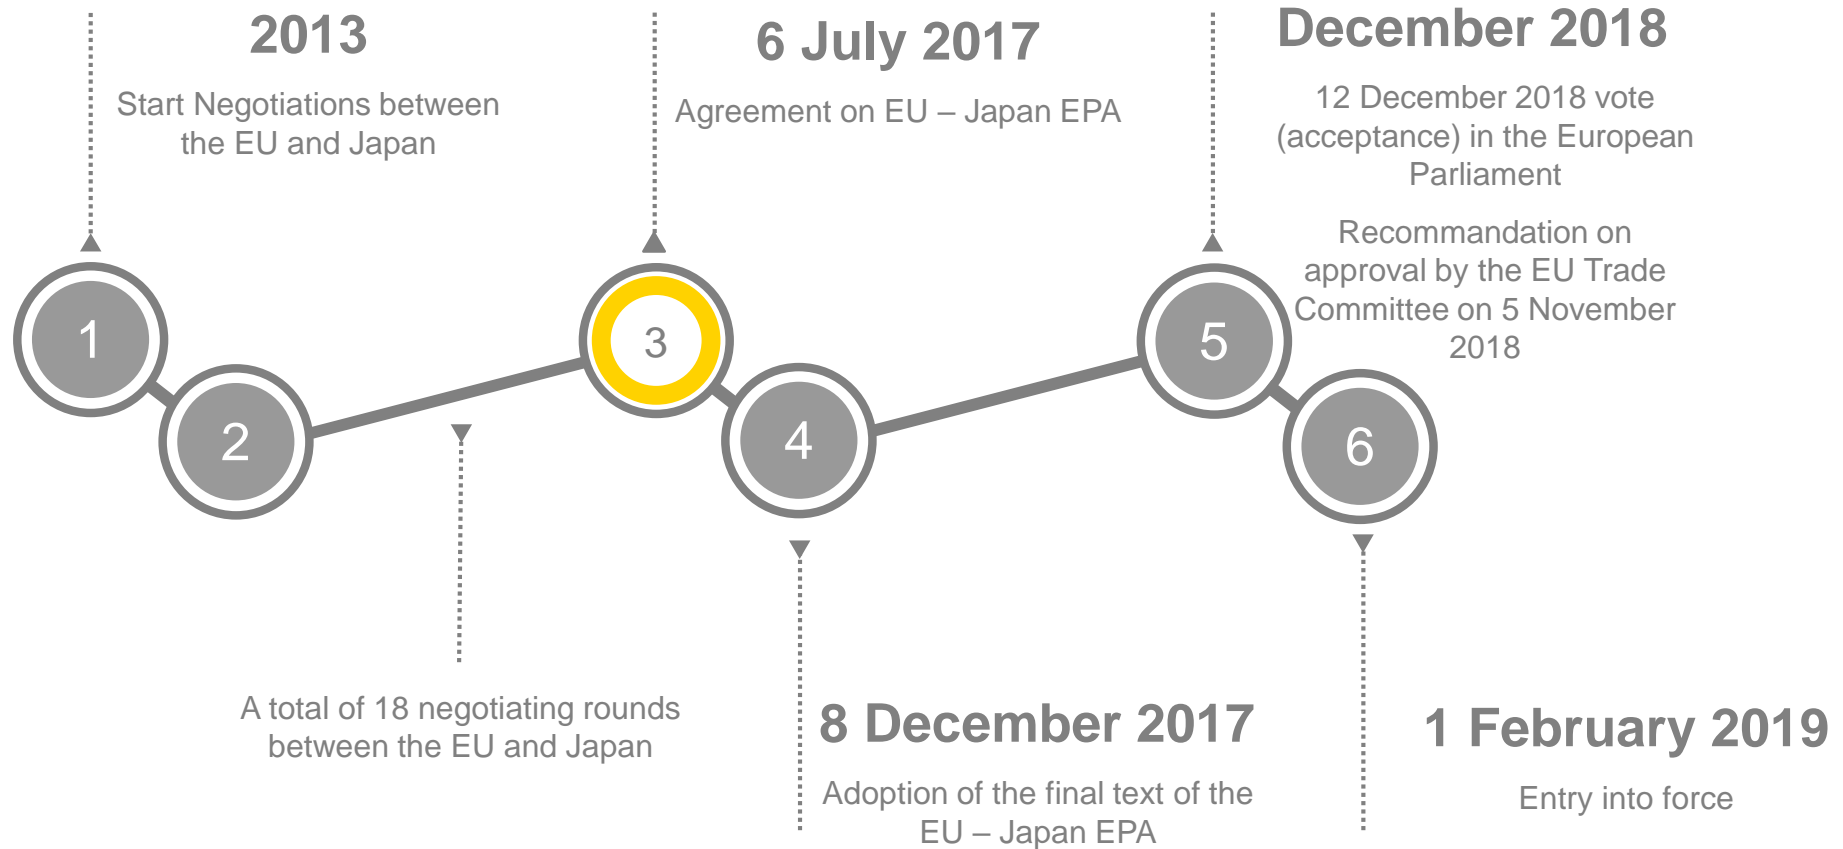 2013
Start Negotiations between
the EU and Japan
6 July 2017
Agreement on EU – Japan EPA
December 2018
12 December 2018 vote
(acceptance) in the European
Parliament
Recommandation on
approval by the EU Trade
Committee on 5 November
2018
1
2
3
4
5
6
A total of 18 negotiating rounds
between the EU and Japan
8 December 2017
Adoption of the final text of the
EU – Japan EPA
1 February 2019
Entry into force